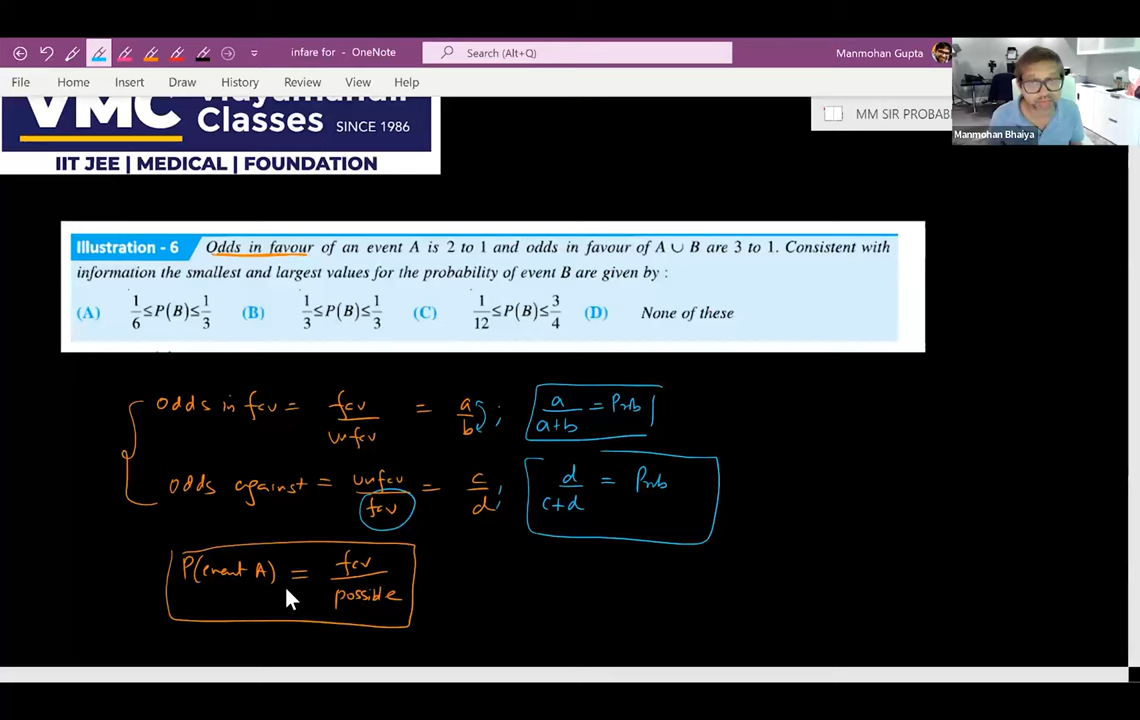 infare for - OneNote
Search (Alt+Q)
Manmohan Gupta
File Home Insert Draw History Review View Help
VMC
Classes SINCE 1986
IIT JEE | MEDICAL | FOUNDATION
MM SIR PROBAB
Manmohan Bhaiya
Illustration - 6 Odds in favour of an event A is 2 to 1 and odds in favour of A ∪ B are 3 to 1. Consistent with
information the smallest and largest values for the probability of event B are given by :
(A) 1/6 ≤ P(B) ≤ 1/3 (B) 1/3 ≤ P(B) ≤ 1/3 (C) 1/12 ≤ P(B) ≤ 3/4 (D) None of these
odds in fav = fav/unfav = a/b ; a/(a+b) = Prob
odds against = unfav/fav = c/d ; d/(c+d) = Prob
P(event A) = fav/possible